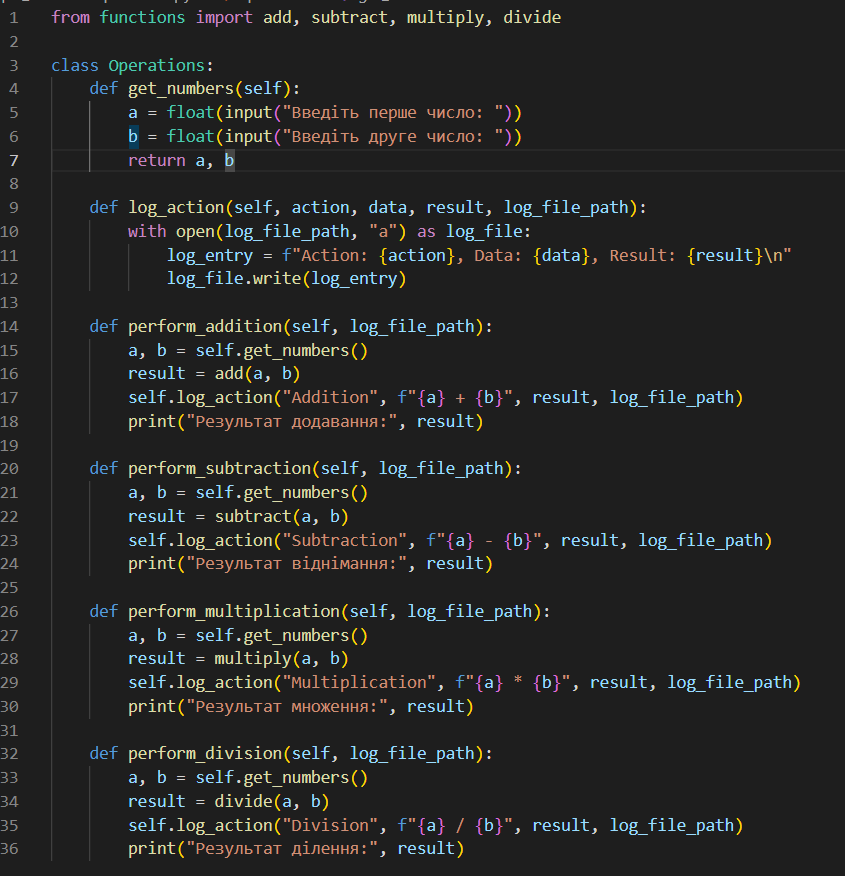 1 from functions import add, subtract, multiply, divide
2
3 class Operations:
4     def get_numbers(self):
5         a = float(input("Введіть перше число: "))
6         b = float(input("Введіть друге число: "))
7         return a, b
8
9     def log_action(self, action, data, result, log_file_path):
10         with open(log_file_path, "a") as log_file:
11             log_entry = f"Action: {action}, Data: {data}, Result: {result}\n"
12             log_file.write(log_entry)
13
14     def perform_addition(self, log_file_path):
15         a, b = self.get_numbers()
16         result = add(a, b)
17         self.log_action("Addition", f"{a} + {b}", result, log_file_path)
18         print("Результат додавання:", result)
19
20     def perform_subtraction(self, log_file_path):
21         a, b = self.get_numbers()
22         result = subtract(a, b)
23         self.log_action("Subtraction", f"{a} - {b}", result, log_file_path)
24         print("Результат віднімання:", result)
25
26     def perform_multiplication(self, log_file_path):
27         a, b = self.get_numbers()
28         result = multiply(a, b)
29         self.log_action("Multiplication", f"{a} * {b}", result, log_file_path)
30         print("Результат множення:", result)
31
32     def perform_division(self, log_file_path):
33         a, b = self.get_numbers()
34         result = divide(a, b)
35         self.log_action("Division", f"{a} / {b}", result, log_file_path)
36         print("Результат ділення:", result)